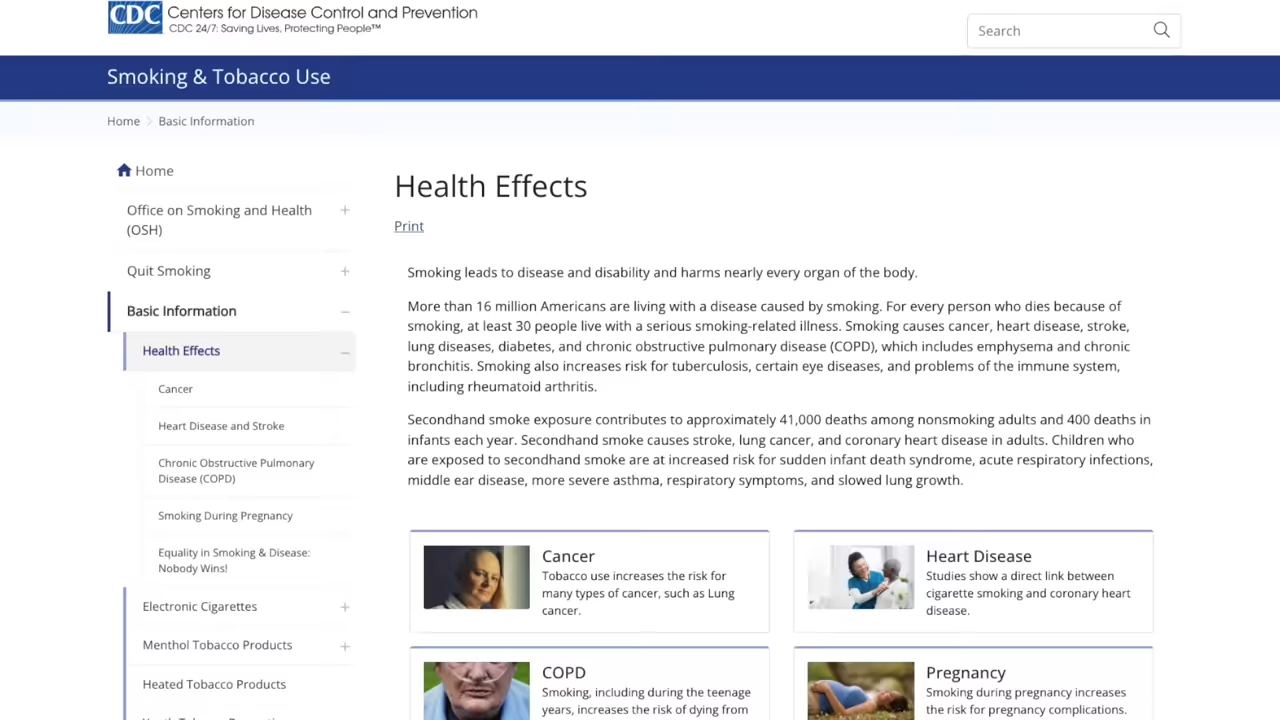 CDC Centers for Disease Control and Prevention
CDC 24/7: Saving Lives, Protecting People™
Search
Smoking & Tobacco Use
Home > Basic Information
Home
Office on Smoking and Health +
(OSH)
Quit Smoking +
Basic Information –
Health Effects –
Cancer
Heart Disease and Stroke
Chronic Obstructive Pulmonary
Disease (COPD)
Smoking During Pregnancy
Equality in Smoking & Disease:
Nobody Wins!
Electronic Cigarettes +
Menthol Tobacco Products +
Heated Tobacco Products
Health Effects
Print
Smoking leads to disease and disability and harms nearly every organ of the body.
More than 16 million Americans are living with a disease caused by smoking. For every person who dies because of
smoking, at least 30 people live with a serious smoking-related illness. Smoking causes cancer, heart disease, stroke,
lung diseases, diabetes, and chronic obstructive pulmonary disease (COPD), which includes emphysema and chronic
bronchitis. Smoking also increases risk for tuberculosis, certain eye diseases, and problems of the immune system,
including rheumatoid arthritis.
Secondhand smoke exposure contributes to approximately 41,000 deaths among nonsmoking adults and 400 deaths in
infants each year. Secondhand smoke causes stroke, lung cancer, and coronary heart disease in adults. Children who
are exposed to secondhand smoke are at increased risk for sudden infant death syndrome, acute respiratory infections,
middle ear disease, more severe asthma, respiratory symptoms, and slowed lung growth.
Cancer
Tobacco use increases the risk for
many types of cancer, such as Lung
cancer.
Heart Disease
Studies show a direct link between
cigarette smoking and coronary heart
disease.
COPD
Smoking, including during the teenage
years, increases the risk of dying from
Pregnancy
Smoking during pregnancy increases
the risk for pregnancy complications.